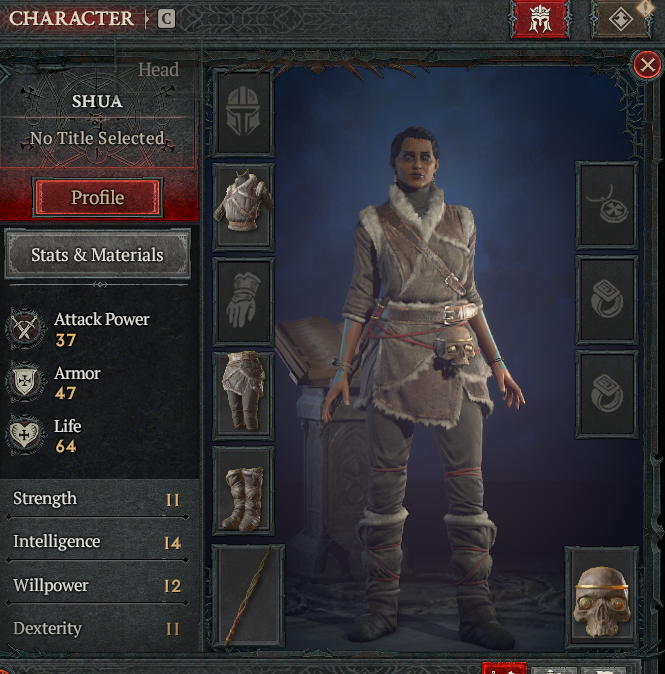 CHARACTER C
Head
SHUA
No Title Selected
Profile
Stats & Materials
Attack Power
37
Armor
47
Life
64
Strength 11
Intelligence 14
Willpower 12
Dexterity 11